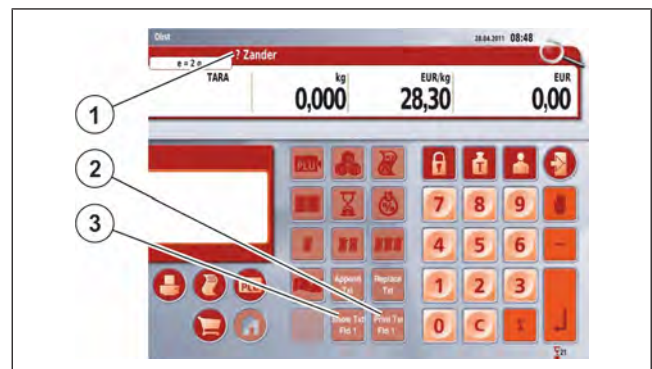 Dist
28.04.2011 08:48
? Zander
e = 2
TARA
kg
EUR/kg
EUR
0,000
28,30
0,00
1
2
3
PLU
T
7 8 9
4 5 6 −
Append Txt
Replace Txt
1 2 3
PLU
Show Txt Fld 1
Print Txt Fld 1
0 C Σ
21